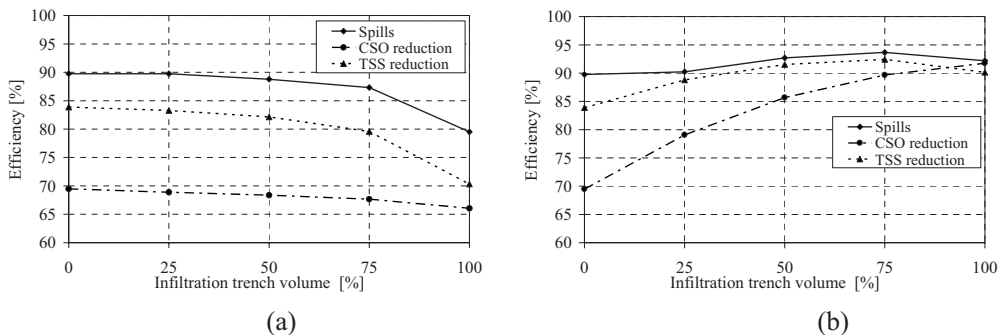 100
95
90
85
80
75
70
65
60
Efficiency [%]
Spills
CSO reduction
TSS reduction
0 25 50 75 100
Infiltration trench volume [%]
(a)
100
95
90
85
80
75
70
65
60
Efficiency [%]
Spills
CSO reduction
TSS reduction
0 25 50 75 100
Infiltration trench volume [%]
(b)